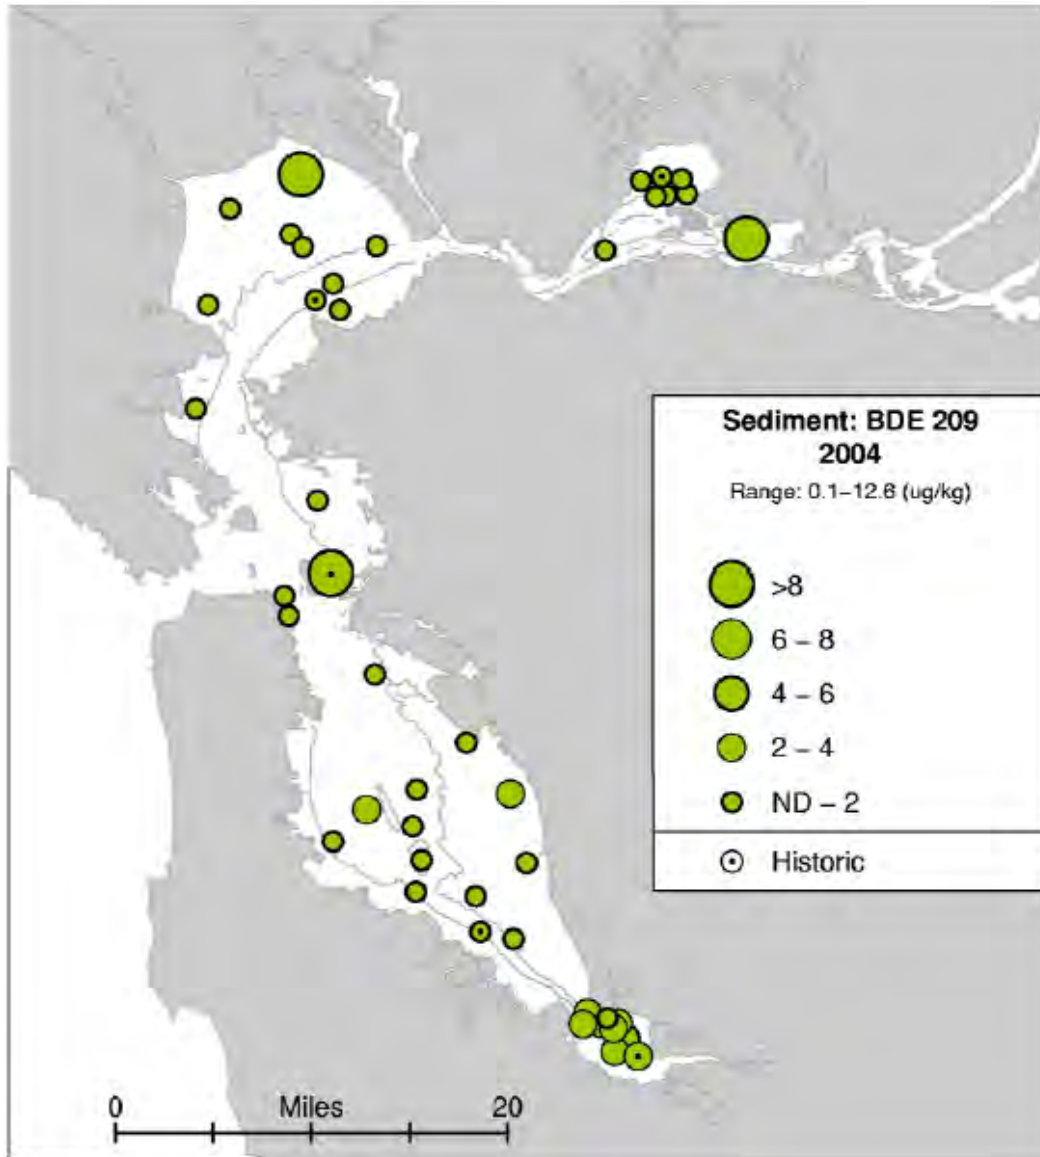 Sediment: BDE 209
2004
Range: 0.1–12.6 (ug/kg)
>8
6 – 8
4 – 6
2 – 4
ND – 2
Historic
0 Miles 20